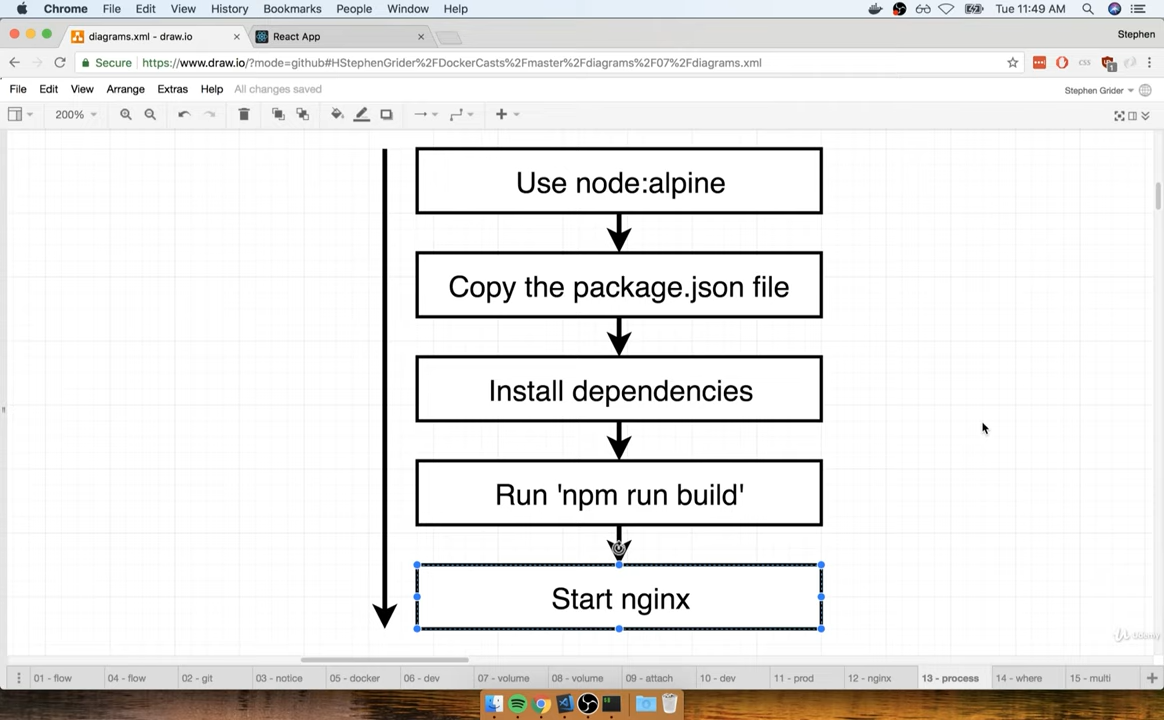 Chrome File Edit View History Bookmarks People Window Help Tue 11:49 AM
diagrams.xml - draw.io React App Stephen
Secure https://www.draw.io/?mode=github#HStephenGrider%2FDockerCasts%2Fmaster%2Fdiagrams%2F07%2Fdiagrams.xml CSS 1
File Edit View Arrange Extras Help All changes saved Stephen Grider
200%
Use node:alpine
Copy the package.json file
Install dependencies
Run 'npm run build'
Start nginx
Udemy
01 - flow 04 - flow 02 - git 03 - notice 05 - docker 06 - dev 07 - volume 08 - volume 09 - attach 10 - dev 11 - prod 12 - nginx 13 - process 14 - where 15 - multi